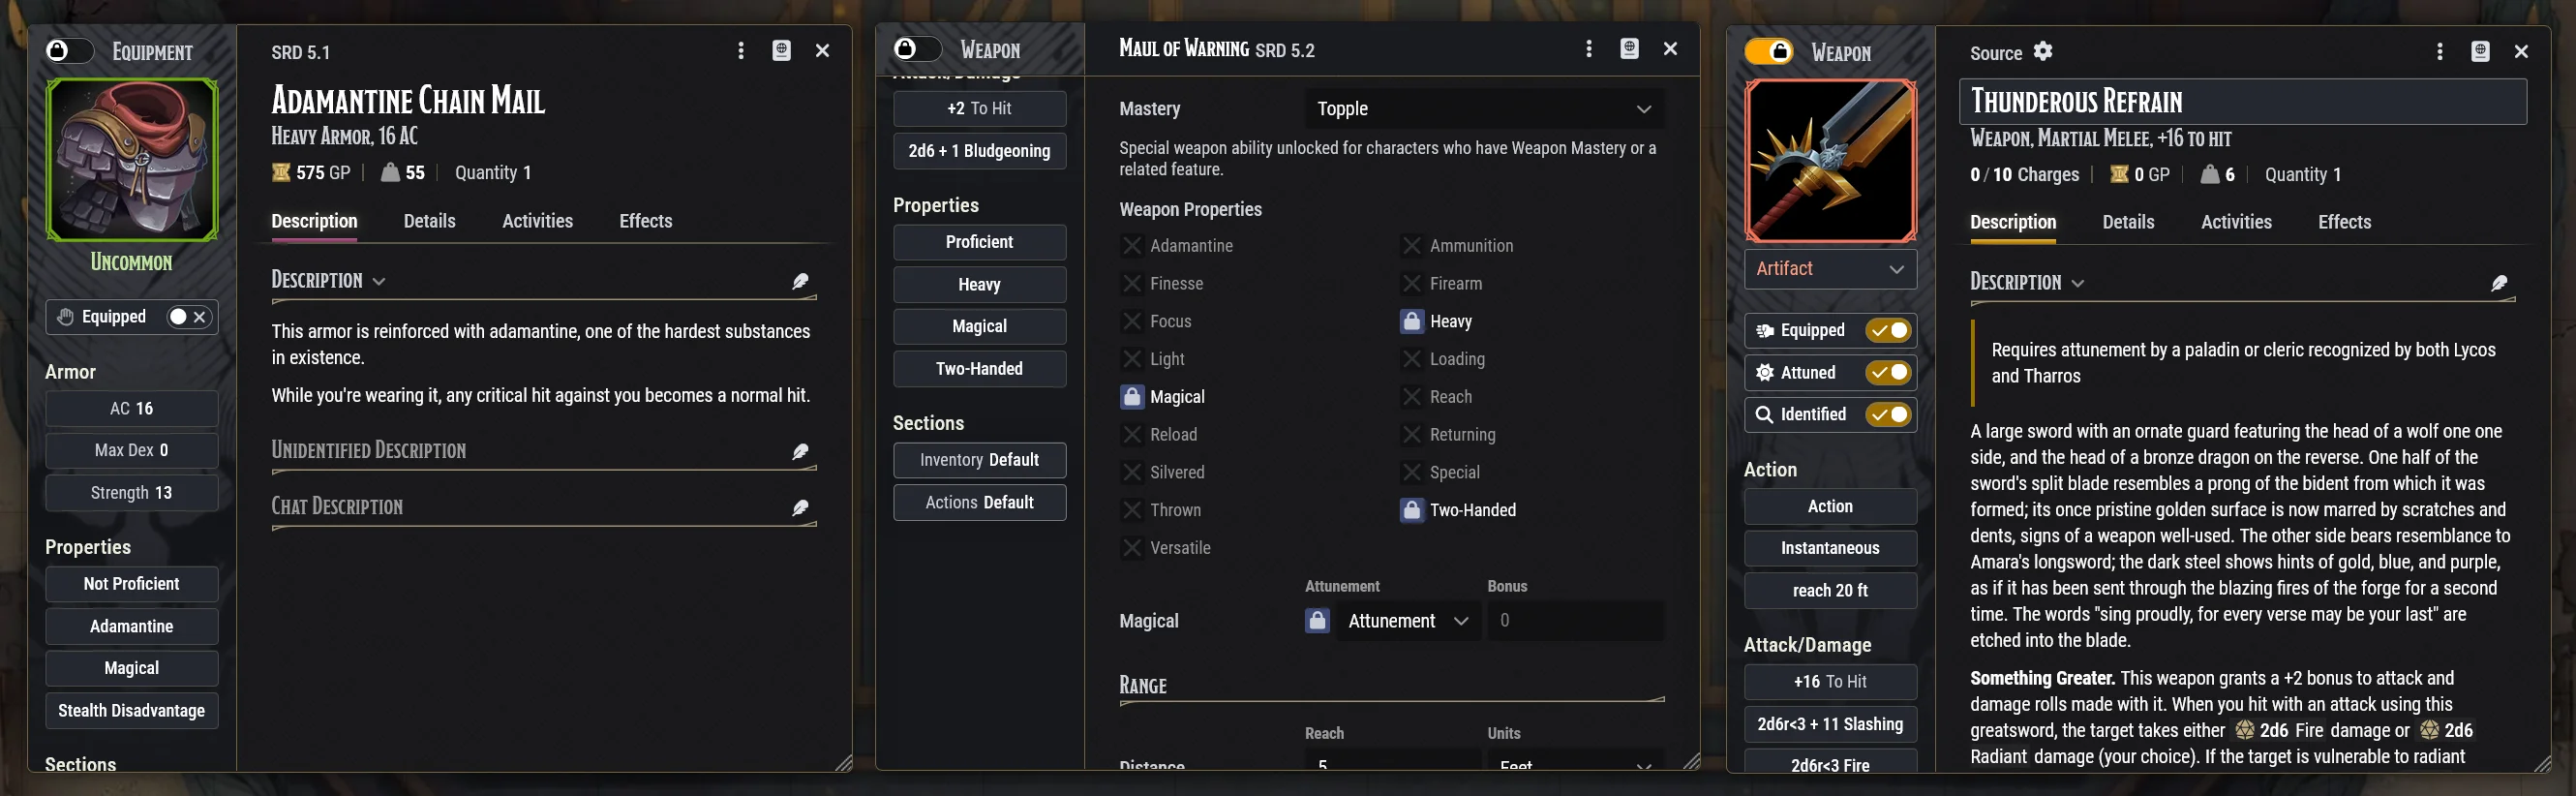 Equipment
SRD 5.1
Adamantine Chain Mail
Heavy Armor, 16 AC
575 GP
55
Quantity 1
Description
Details
Activities
Effects
Uncommon
Equipped
Armor
AC 16
Max Dex 0
Strength 13
Properties
Not Proficient
Adamantine
Magical
Stealth Disadvantage
Sections
Description
This armor is reinforced with adamantine, one of the hardest substances
in existence.
While you're wearing it, any critical hit against you becomes a normal hit.
Unidentified Description
Chat Description
Weapon
Maul of Warning SRD 5.2
Attack/Damage
+2 To Hit
2d6 + 1 Bludgeoning
Properties
Proficient
Heavy
Magical
Two-Handed
Sections
Inventory Default
Actions Default
Mastery
Topple
Special weapon ability unlocked for characters who have Weapon Mastery or a
related feature.
Weapon Properties
Adamantine
Ammunition
Finesse
Firearm
Focus
Heavy
Light
Loading
Magical
Reach
Reload
Returning
Silvered
Special
Thrown
Two-Handed
Versatile
Attunement
Bonus
Magical
Attunement
0
Range
Reach
Units
Distance
5
Feet
Weapon
Source
Thunderous Refrain
Weapon, Martial Melee, +16 to hit
0 / 10 Charges
0 GP
6
Quantity 1
Description
Details
Activities
Effects
Artifact
Equipped
Attuned
Identified
Action
Action
Instantaneous
reach 20 ft
Attack/Damage
+16 To Hit
2d6r<3 + 11 Slashing
2d6r<3 Fire
Description
Requires attunement by a paladin or cleric recognized by both Lycos
and Tharros
A large sword with an ornate guard featuring the head of a wolf one one
side, and the head of a bronze dragon on the reverse. One half of the
sword's split blade resembles a prong of the bident from which it was
formed; its once pristine golden surface is now marred by scratches and
dents, signs of a weapon well-used. The other side bears resemblance to
Amara's longsword; the dark steel shows hints of gold, blue, and purple,
as if it has been sent through the blazing fires of the forge for a second
time. The words "sing proudly, for every verse may be your last" are
etched into the blade.
Something Greater. This weapon grants a +2 bonus to attack and
damage rolls made with it. When you hit with an attack using this
greatsword, the target takes either 2d6 Fire damage or 2d6
Radiant damage (your choice). If the target is vulnerable to radiant